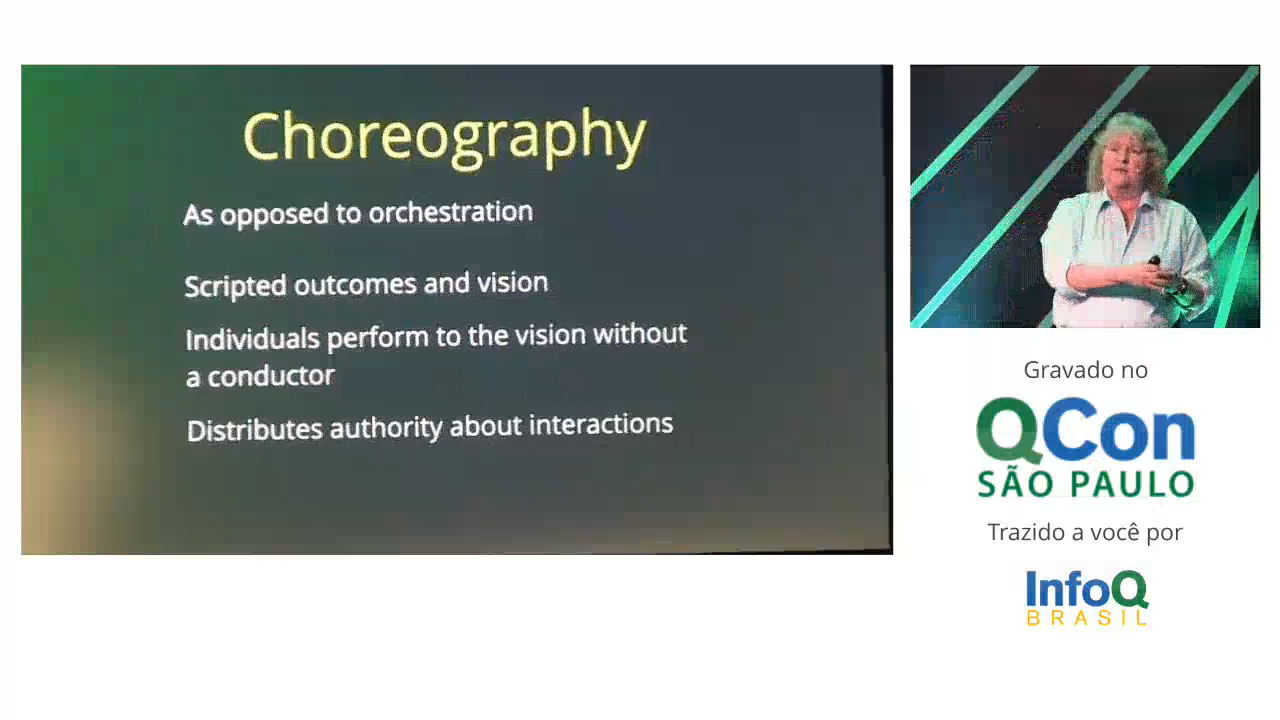 Choreography
As opposed to orchestration
Scripted outcomes and vision
Individuals perform to the vision without
a conductor
Distributes authority about interactions
Gravado no
QCon
SÃO PAULO
Trazido a você por
InfoQ
BRASIL